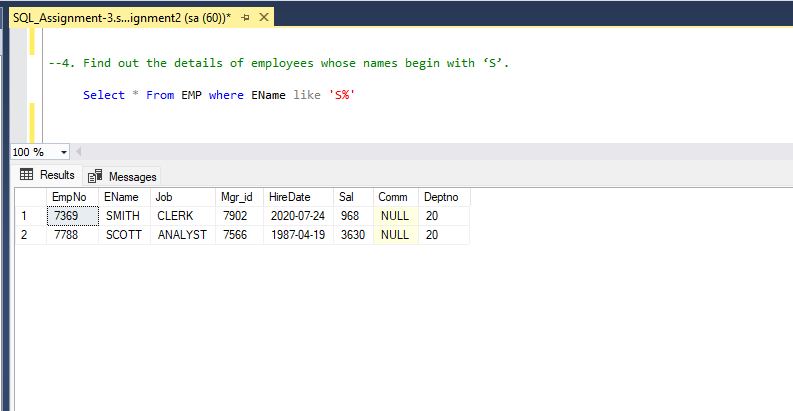 SQL_Assignment-3.s...ignment2 (sa (60))*
--4. Find out the details of employees whose names begin with ‘S’.
Select * From EMP where EName like 'S%'
100 %
Results Messages
EmpNo EName Job Mgr_id HireDate Sal Comm Deptno
1 7369 SMITH CLERK 7902 2020-07-24 968 NULL 20
2 7788 SCOTT ANALYST 7566 1987-04-19 3630 NULL 20